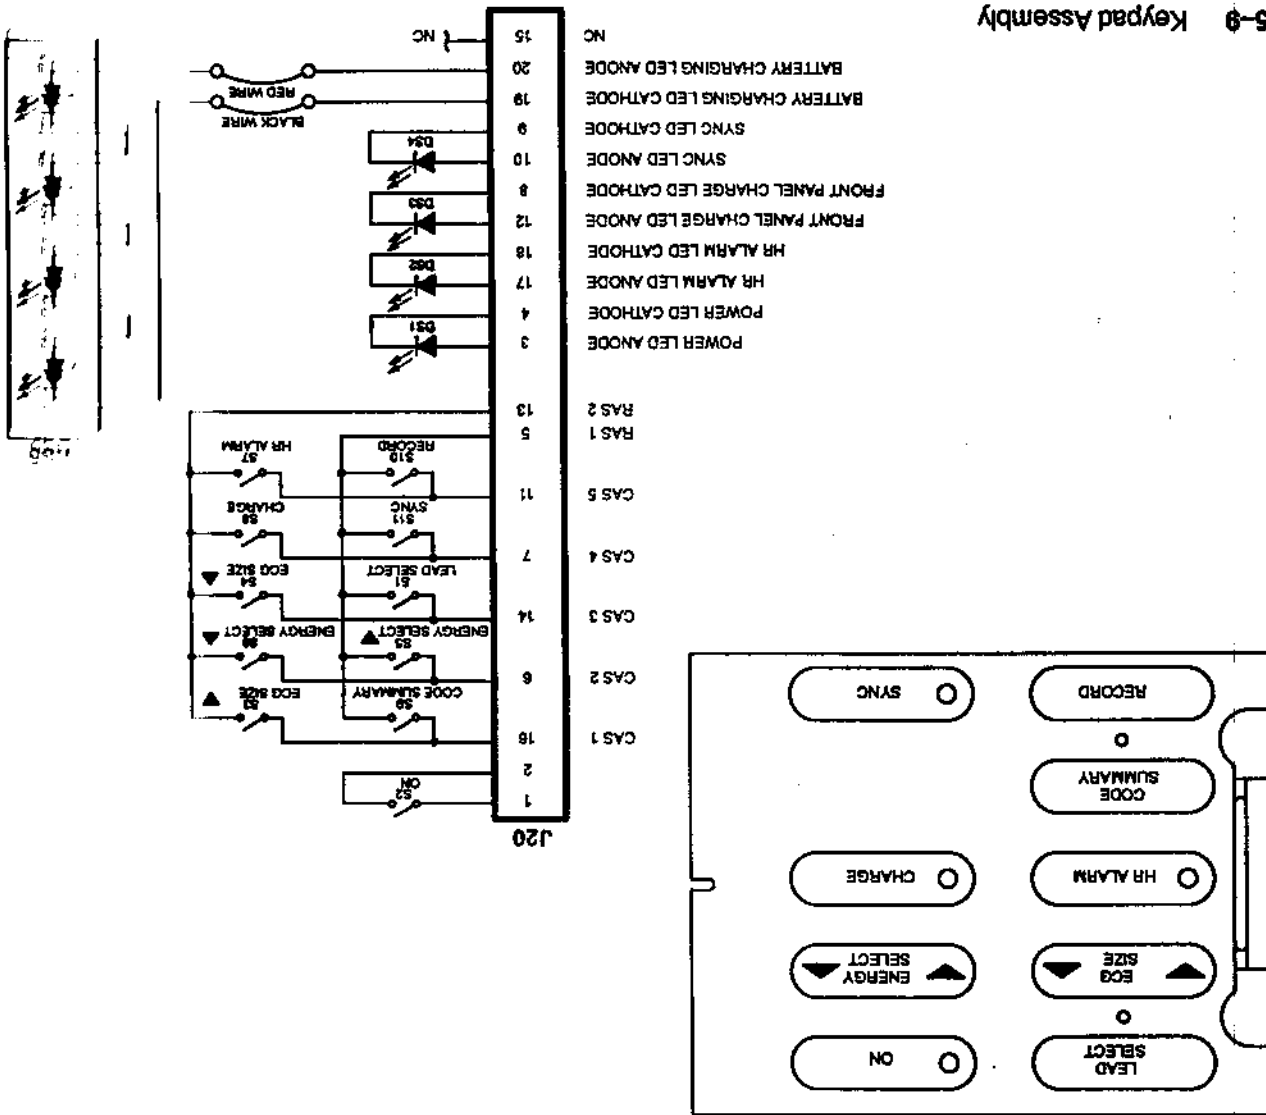 LEAD
SELECT
ON
ECG
SIZE
ENERGY
SELECT
HR ALARM
CHARGE
CODE
SUMMARY
RECORD
SYNC
J20
1
S2
ON
2
CAS 1
16
S9
CODE SUMMARY
S3
ECG SIZE
CAS 2
6
S5
ENERGY SELECT
S6
ENERGY SELECT
CAS 3
14
S1
LEAD SELECT
S4
ECG SIZE
CAS 4
7
S11
SYNC
S8
CHARGE
CAS 5
11
S10
RECORD
S7
HR ALARM
RAS 1
5
RAS 2
13
POWER LED ANODE
3
DS1
POWER LED CATHODE
4
HR ALARM LED ANODE
17
DS2
HR ALARM LED CATHODE
18
FRONT PANEL CHARGE LED ANODE
12
DS3
FRONT PANEL CHARGE LED CATHODE
8
SYNC LED ANODE
10
DS4
SYNC LED CATHODE
9
BATTERY CHARGING LED CATHODE
19
BLACK WIRE
BATTERY CHARGING LED ANODE
20
RED WIRE
NC
15
NC
5–9 Keypad Assembly